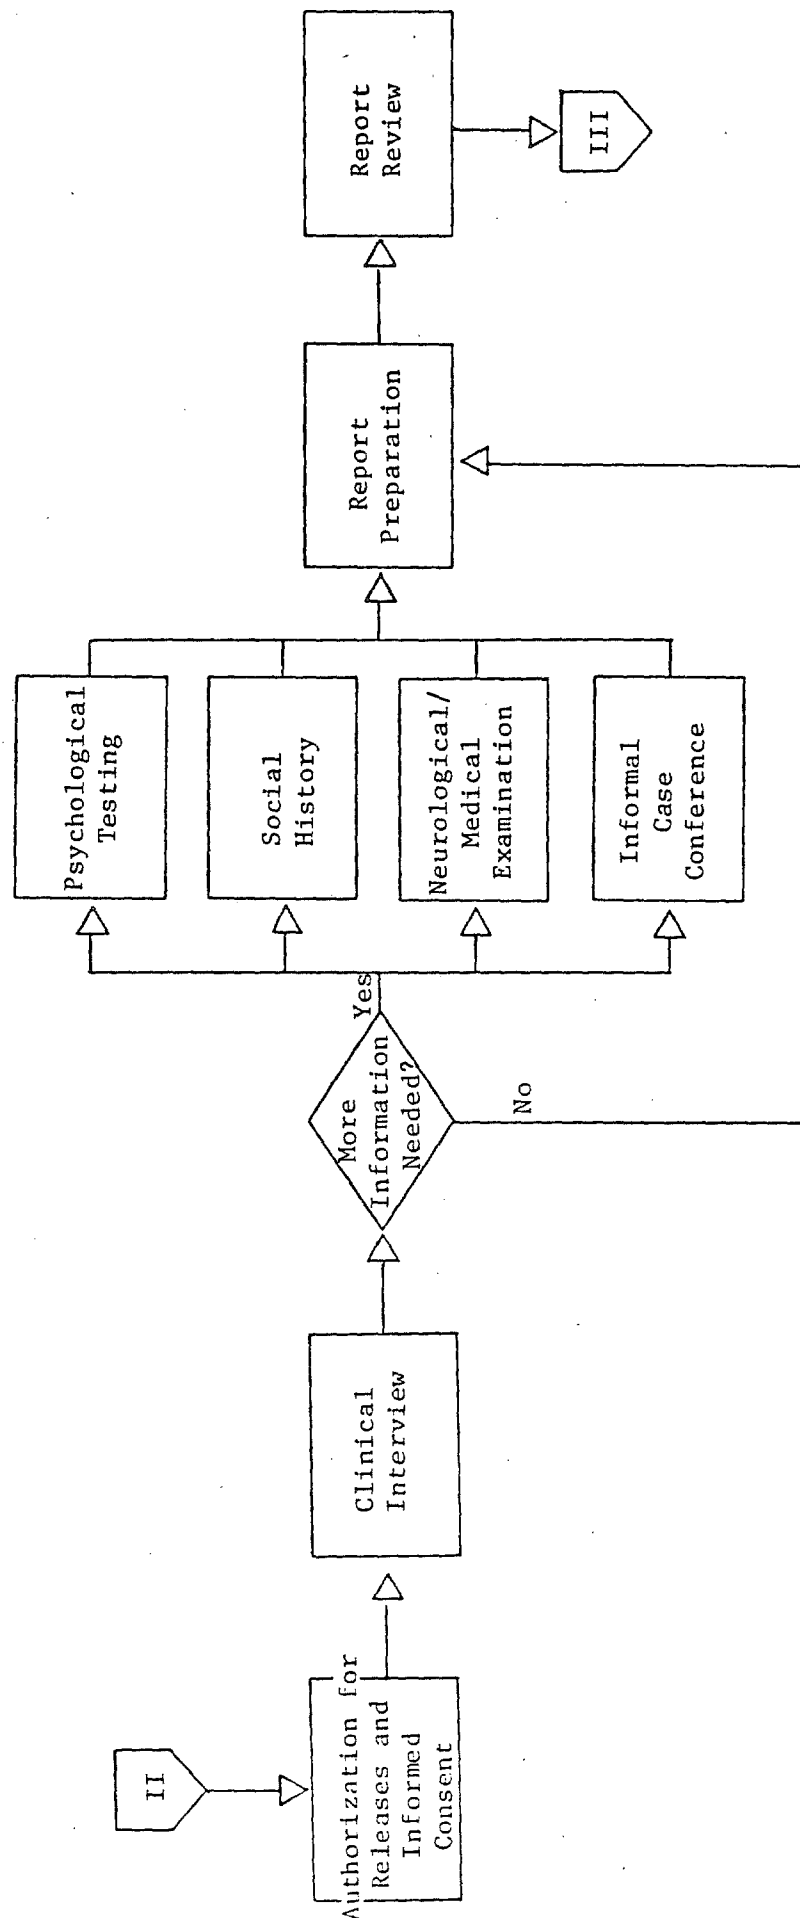 II
Authorization for
Releases and
Informed
Consent
Clinical
Interview
More
Information
Needed?
Yes
No
Psychological
Testing
Social
History
Neurological/
Medical
Examination
Informal
Case
Conference
Report
Preparation
Report
Review
III